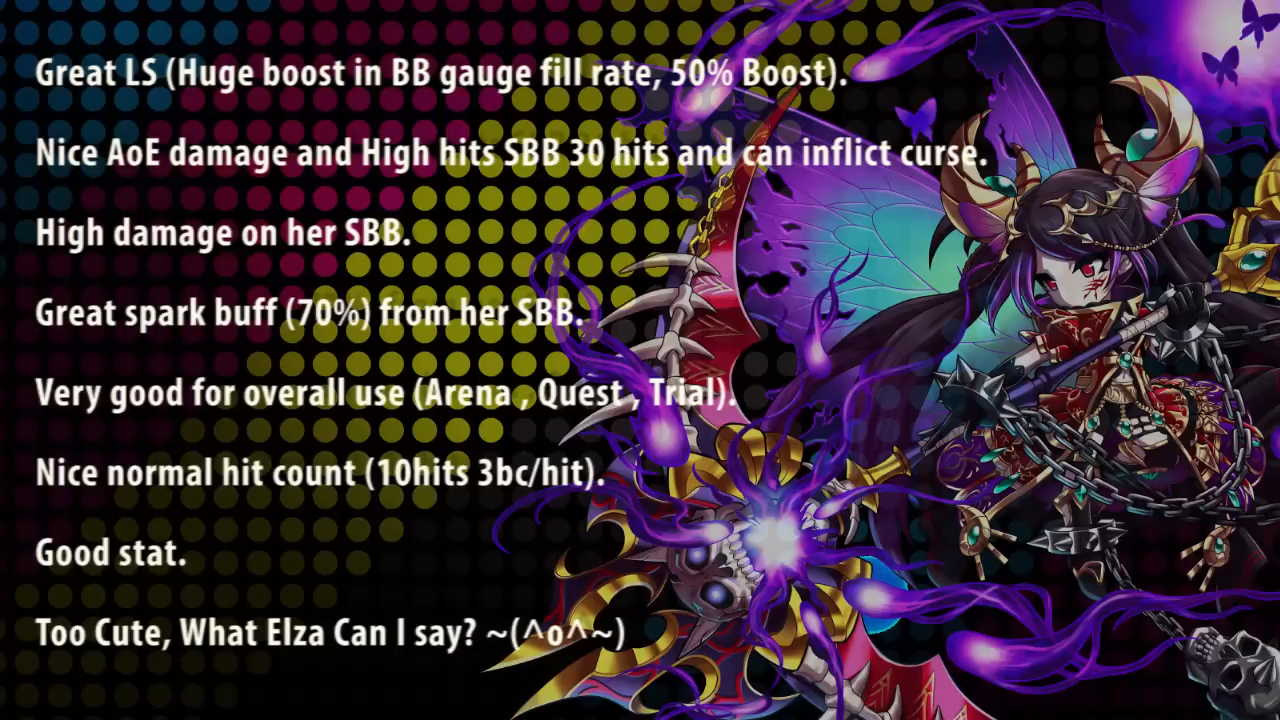 Great LS (Huge boost in BB gauge fill rate, 50% Boost).
Nice AoE damage and High hits SBB 30 hits and can inflict curse.
High damage on her SBB.
Great spark buff (70%) from her SBB.
Very good for overall use (Arena , Quest , Trial).
Nice normal hit count (10hits 3bc/hit).
Good stat.
Too Cute, What Elza Can I say? ~(^o^~)